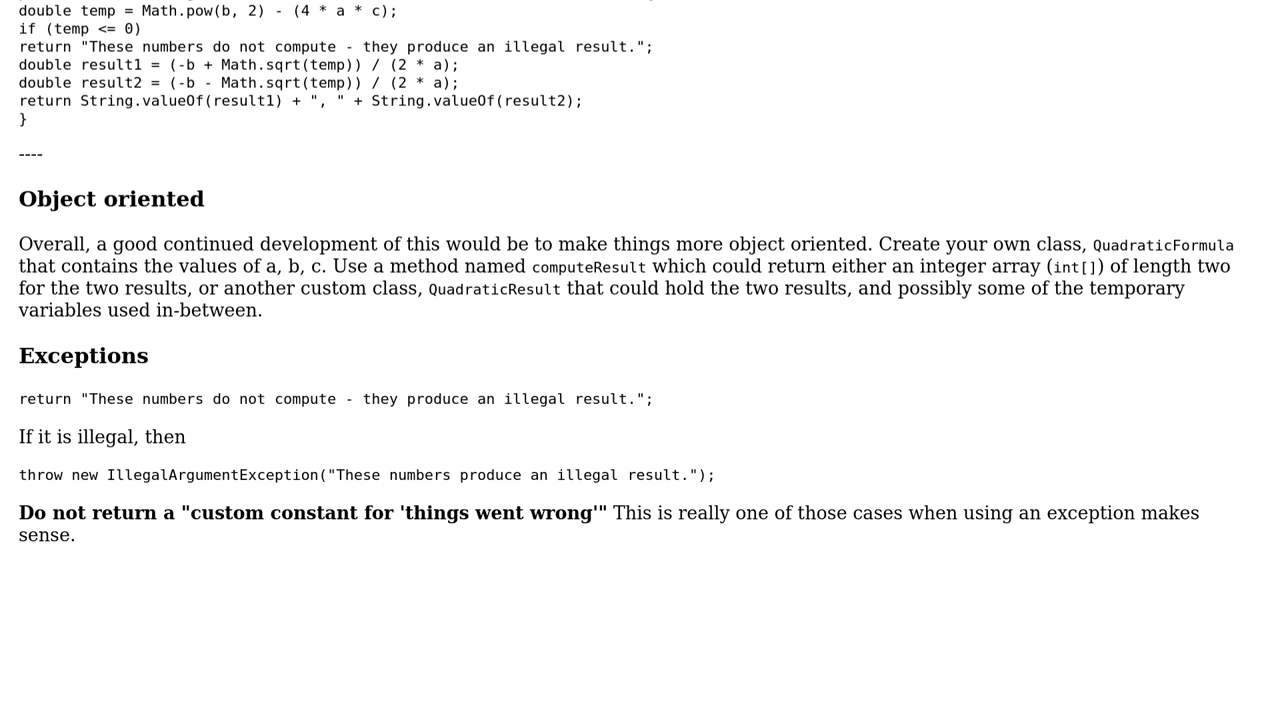 double temp = Math.pow(b, 2) - (4 * a * c);
if (temp <= 0)
return "These numbers do not compute - they produce an illegal result.";
double result1 = (-b + Math.sqrt(temp)) / (2 * a);
double result2 = (-b - Math.sqrt(temp)) / (2 * a);
return String.valueOf(result1) + ", " + String.valueOf(result2);
}
----
Object oriented
Overall, a good continued development of this would be to make things more object oriented. Create your own class, QuadraticFormula
that contains the values of a, b, c. Use a method named computeResult which could return either an integer array (int[]) of length two
for the two results, or another custom class, QuadraticResult that could hold the two results, and possibly some of the temporary
variables used in-between.
Exceptions
return "These numbers do not compute - they produce an illegal result.";
If it is illegal, then
throw new IllegalArgumentException("These numbers produce an illegal result.");
Do not return a "custom constant for 'things went wrong'" This is really one of those cases when using an exception makes
sense.